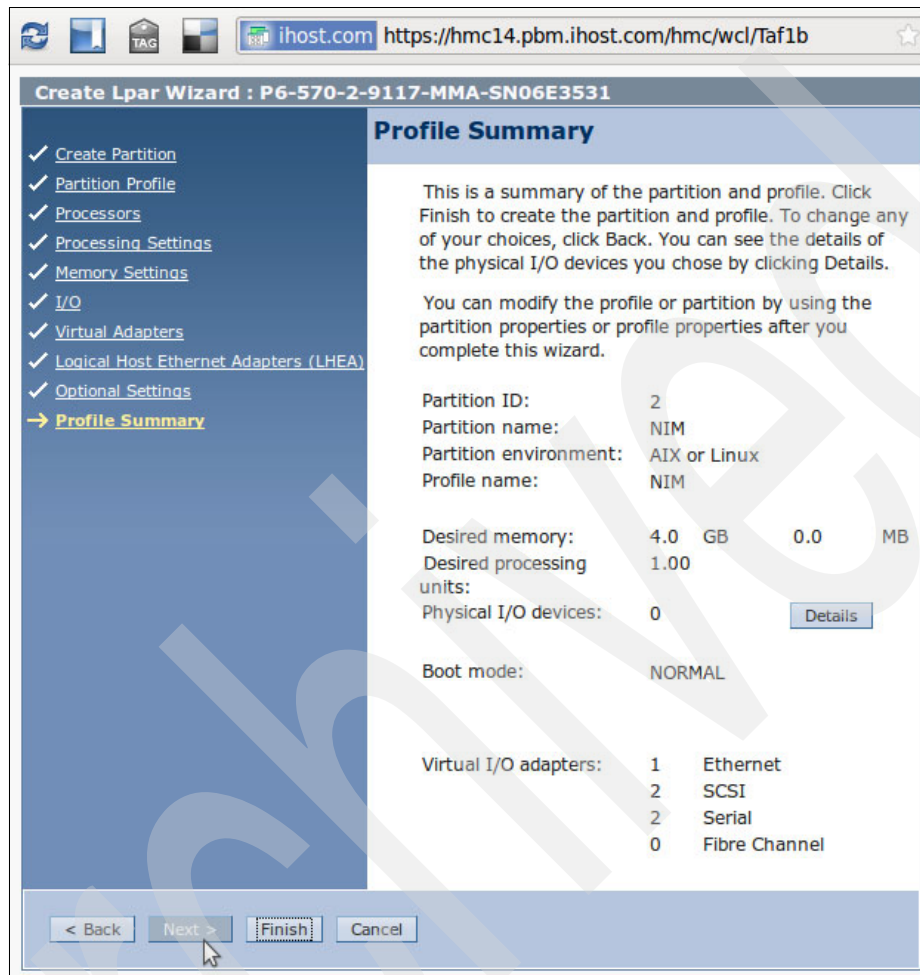 TAG
ihost.com https://hmc14.pbm.ihost.com/hmc/wcl/Taf1b
Create Lpar Wizard : P6-570-2-9117-MMA-SN06E3531
Create Partition
Partition Profile
Processors
Processing Settings
Memory Settings
I/O
Virtual Adapters
Logical Host Ethernet Adapters (LHEA)
Optional Settings
Profile Summary
Profile Summary
This is a summary of the partition and profile. Click
Finish to create the partition and profile. To change any
of your choices, click Back. You can see the details of
the physical I/O devices you chose by clicking Details.
You can modify the profile or partition by using the
partition properties or profile properties after you
complete this wizard.
Partition ID: 2
Partition name: NIM
Partition environment: AIX or Linux
Profile name: NIM
Desired memory: 4.0 GB 0.0 MB
Desired processing 1.00
units:
Physical I/O devices: 0 Details
Boot mode: NORMAL
Virtual I/O adapters: 1 Ethernet
2 SCSI
2 Serial
0 Fibre Channel
< Back Next > Finish Cancel